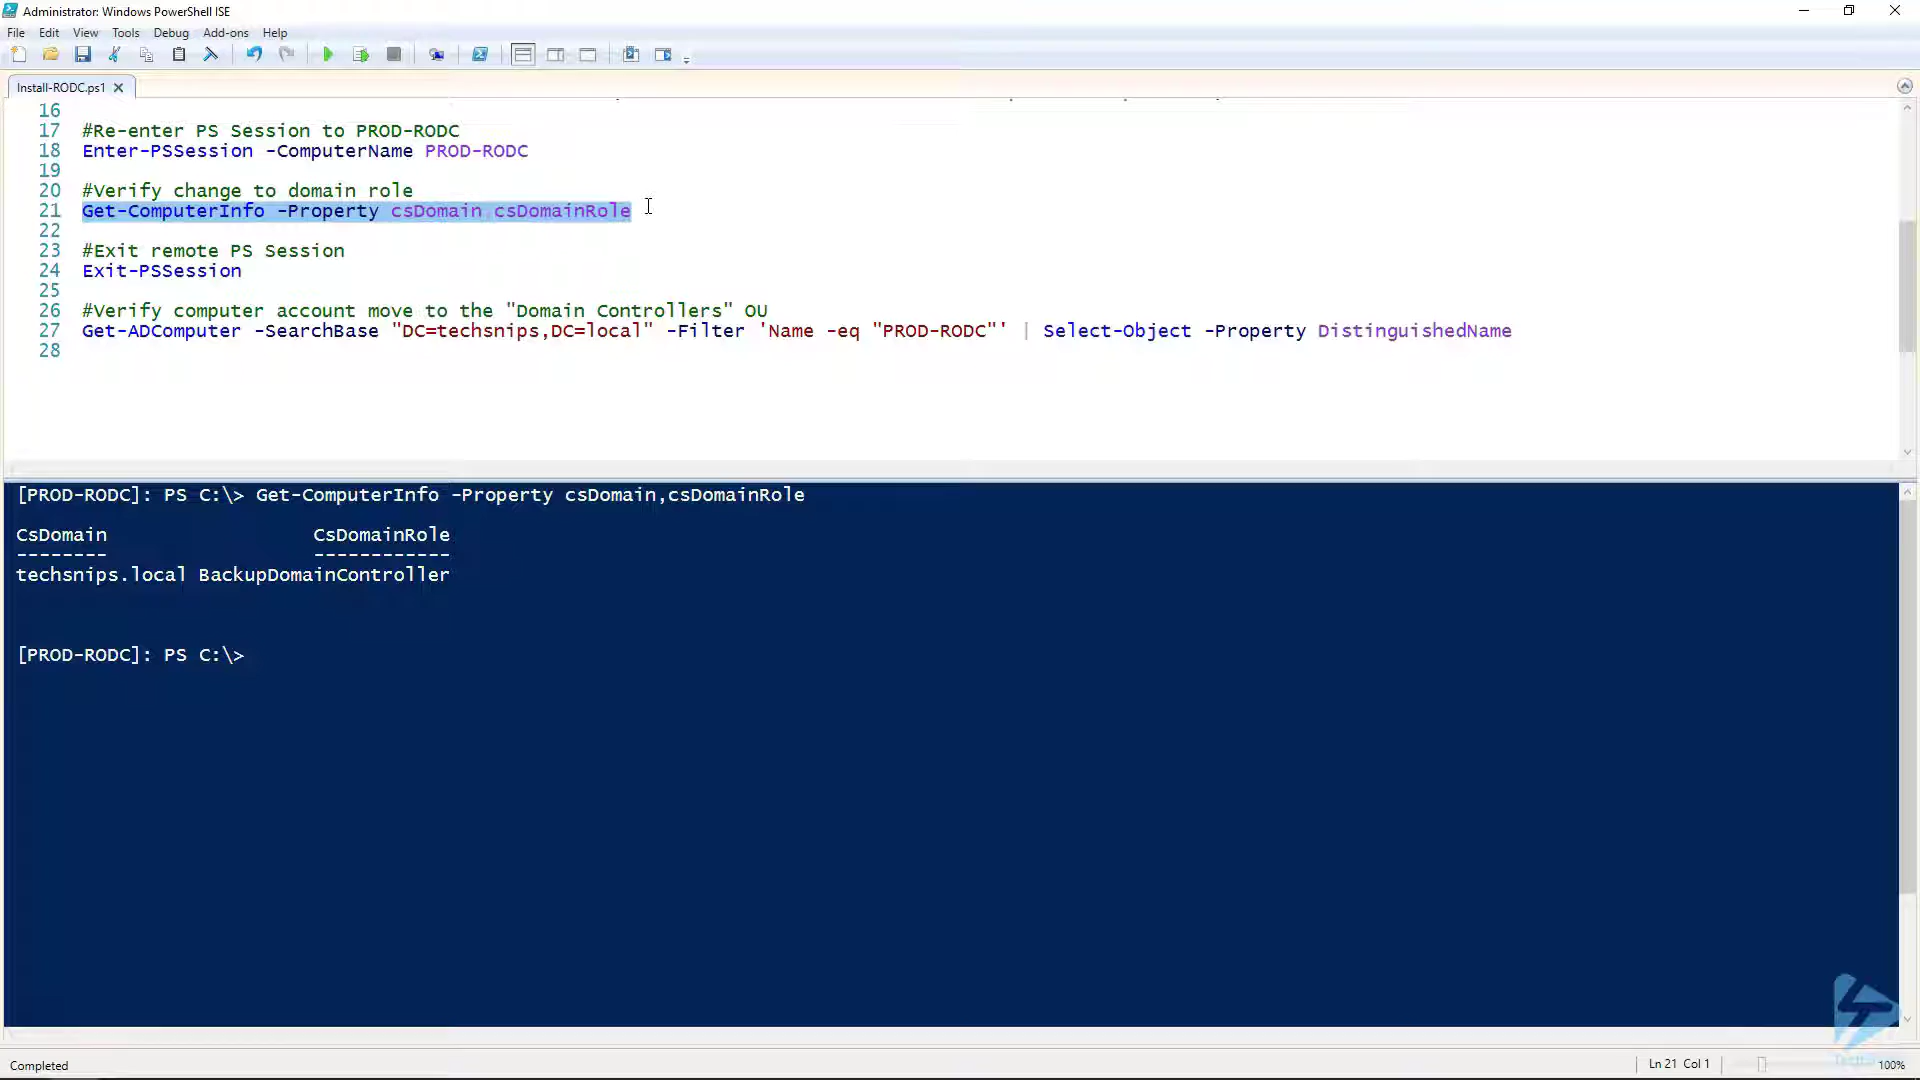 Administrator: Windows PowerShell ISE
File Edit View Tools Debug Add-ons Help
Install-RODC.ps1
16
17 #Re-enter PS Session to PROD-RODC
18 Enter-PSSession -ComputerName PROD-RODC
19
20 #Verify change to domain role
21 Get-ComputerInfo -Property csDomain,csDomainRole
22
23 #Exit remote PS Session
24 Exit-PSSession
25
26 #Verify computer account move to the "Domain Controllers" OU
27 Get-ADComputer -SearchBase "DC=techsnips,DC=local" -Filter 'Name -eq "PROD-RODC"' | Select-Object -Property DistinguishedName
28
[PROD-RODC]: PS C:\> Get-ComputerInfo -Property csDomain,csDomainRole
CsDomain CsDomainRole
-------- ------------
techsnips.local BackupDomainController
[PROD-RODC]: PS C:\>
Completed
Ln 21 Col 1
100%